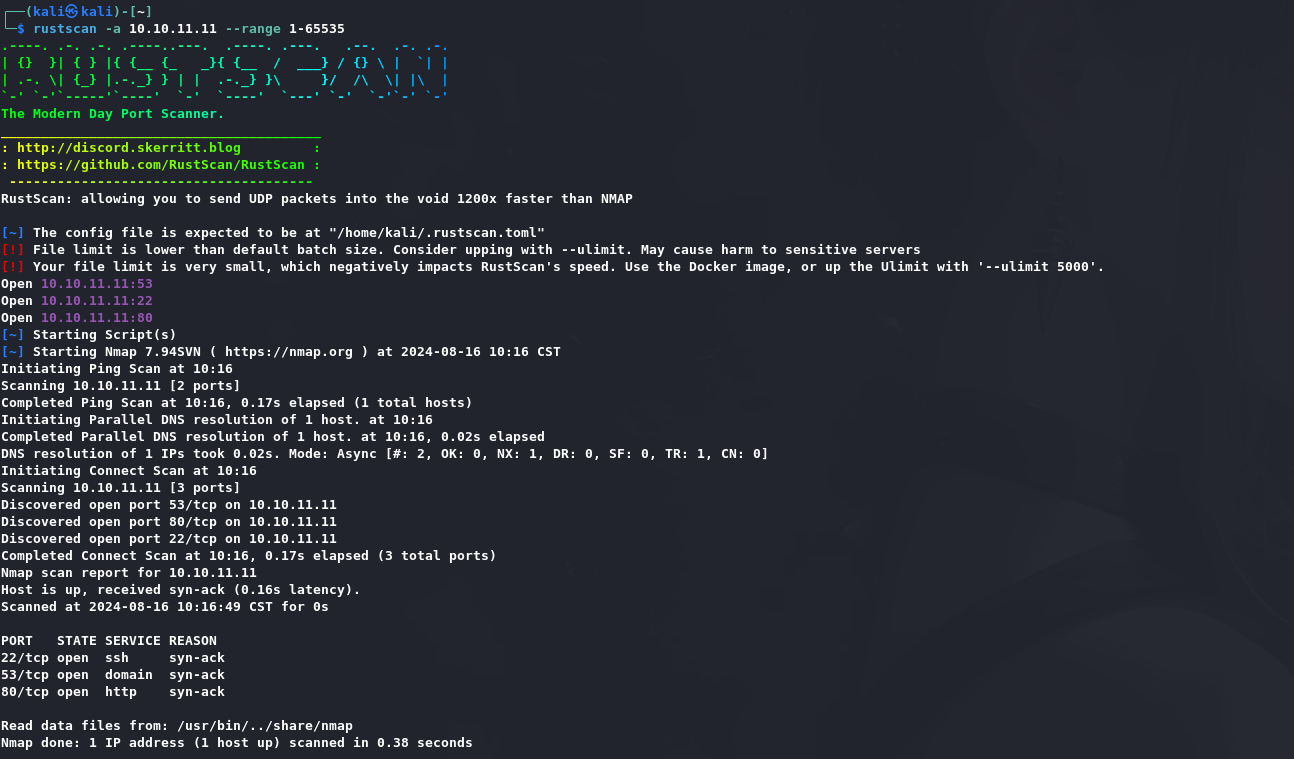 ┌──(kali㉿kali)-[~]
└─$ rustscan -a 10.10.11.11 --range 1-65535
.----. .-. .-. .----..---.  .----. .---.   .--.  .-. .-.
| {}  }| { } |{ {__ {_   _}{ {__  /  ___} / {} \ |  `| |
| .-. \| {_} |.-._} } | |  .-._} }\     }/  /\  \| |\  |
`-' `-'`-----'`----'  `-'  `----'  `---' `-'  `-'`-' `-'
The Modern Day Port Scanner.
________________________________________
: http://discord.skerritt.blog         :
: https://github.com/RustScan/RustScan :
 --------------------------------------
RustScan: allowing you to send UDP packets into the void 1200x faster than NMAP
[~] The config file is expected to be at "/home/kali/.rustscan.toml"
[!] File limit is lower than default batch size. Consider upping with --ulimit. May cause harm to sensitive servers
[!] Your file limit is very small, which negatively impacts RustScan's speed. Use the Docker image, or up the Ulimit with '--ulimit 5000'.
Open 10.10.11.11:53
Open 10.10.11.11:22
Open 10.10.11.11:80
[~] Starting Script(s)
[~] Starting Nmap 7.94SVN ( https://nmap.org ) at 2024-08-16 10:16 CST
Initiating Ping Scan at 10:16
Scanning 10.10.11.11 [2 ports]
Completed Ping Scan at 10:16, 0.17s elapsed (1 total hosts)
Initiating Parallel DNS resolution of 1 host. at 10:16
Completed Parallel DNS resolution of 1 host. at 10:16, 0.02s elapsed
DNS resolution of 1 IPs took 0.02s. Mode: Async [#: 2, OK: 0, NX: 1, DR: 0, SF: 0, TR: 1, CN: 0]
Initiating Connect Scan at 10:16
Scanning 10.10.11.11 [3 ports]
Discovered open port 53/tcp on 10.10.11.11
Discovered open port 80/tcp on 10.10.11.11
Discovered open port 22/tcp on 10.10.11.11
Completed Connect Scan at 10:16, 0.17s elapsed (3 total ports)
Nmap scan report for 10.10.11.11
Host is up, received syn-ack (0.16s latency).
Scanned at 2024-08-16 10:16:49 CST for 0s
PORT   STATE SERVICE REASON
22/tcp open  ssh     syn-ack
53/tcp open  domain  syn-ack
80/tcp open  http    syn-ack
Read data files from: /usr/bin/../share/nmap
Nmap done: 1 IP address (1 host up) scanned in 0.38 seconds